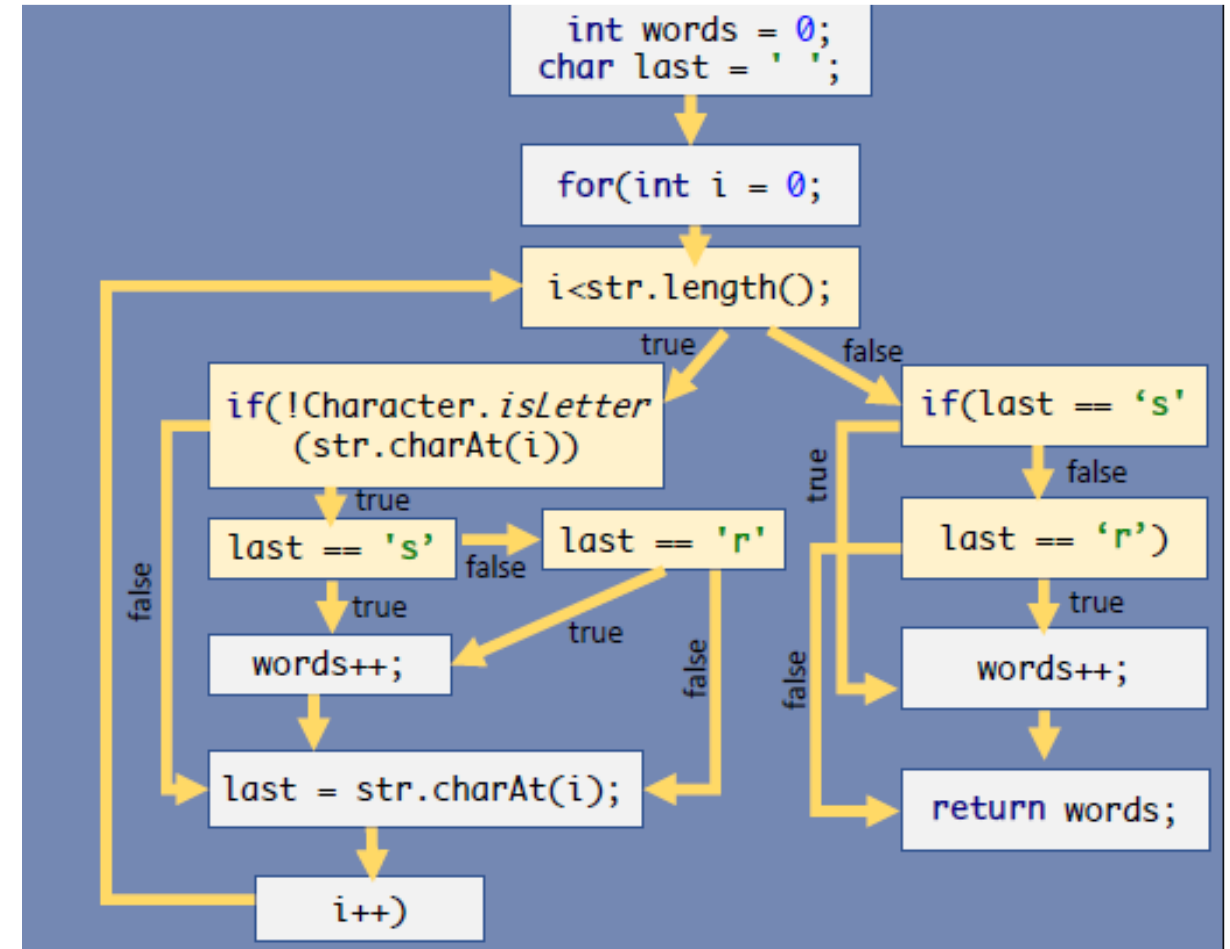 int words = 0;
char last = ' ';
for(int i = 0;
i<str.length();
true
false
if(!Character.isLetter
(str.charAt(i))
if(last == ‘s'
true
false
true
last == 's’
false
last == 'r'
last == ‘r’)
false
true
true
true
words++;
false
false
words++;
last = str.charAt(i);
return words;
i++)